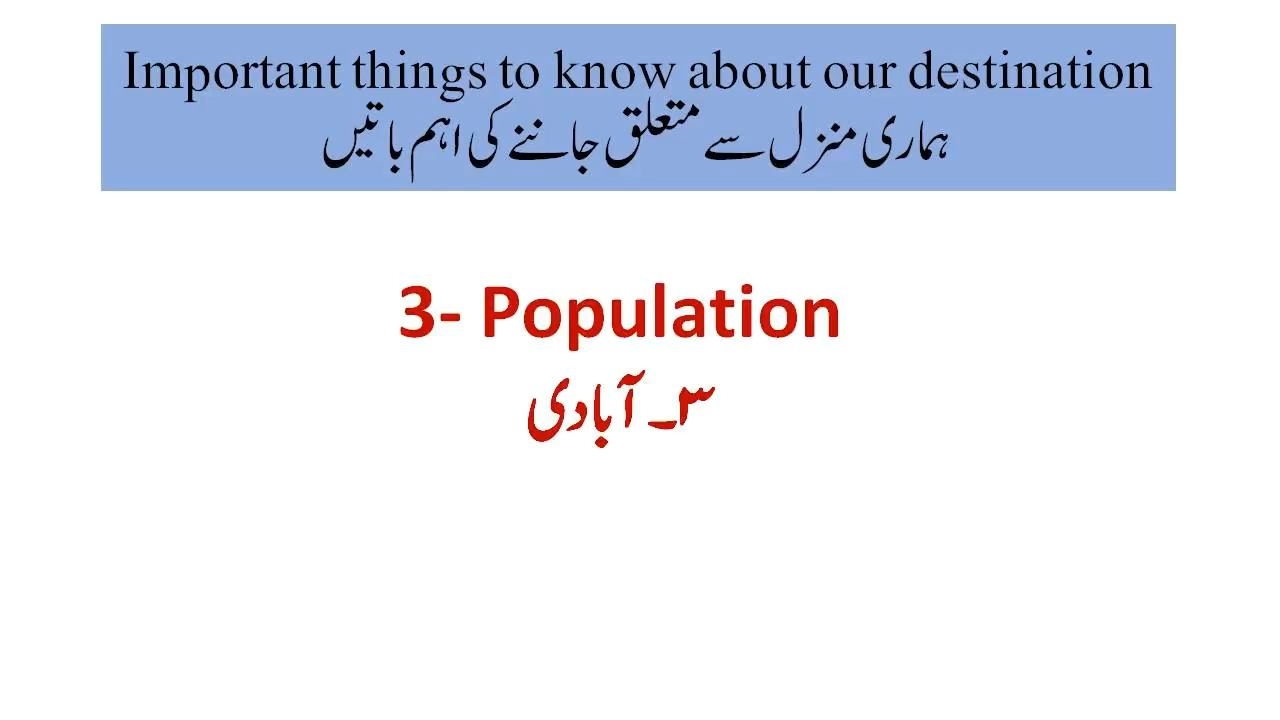 Important things to know about our destination
ہماری منزل سے متعلق جاننے کی اہم باتیں
3- Population
۳۔ آبادی